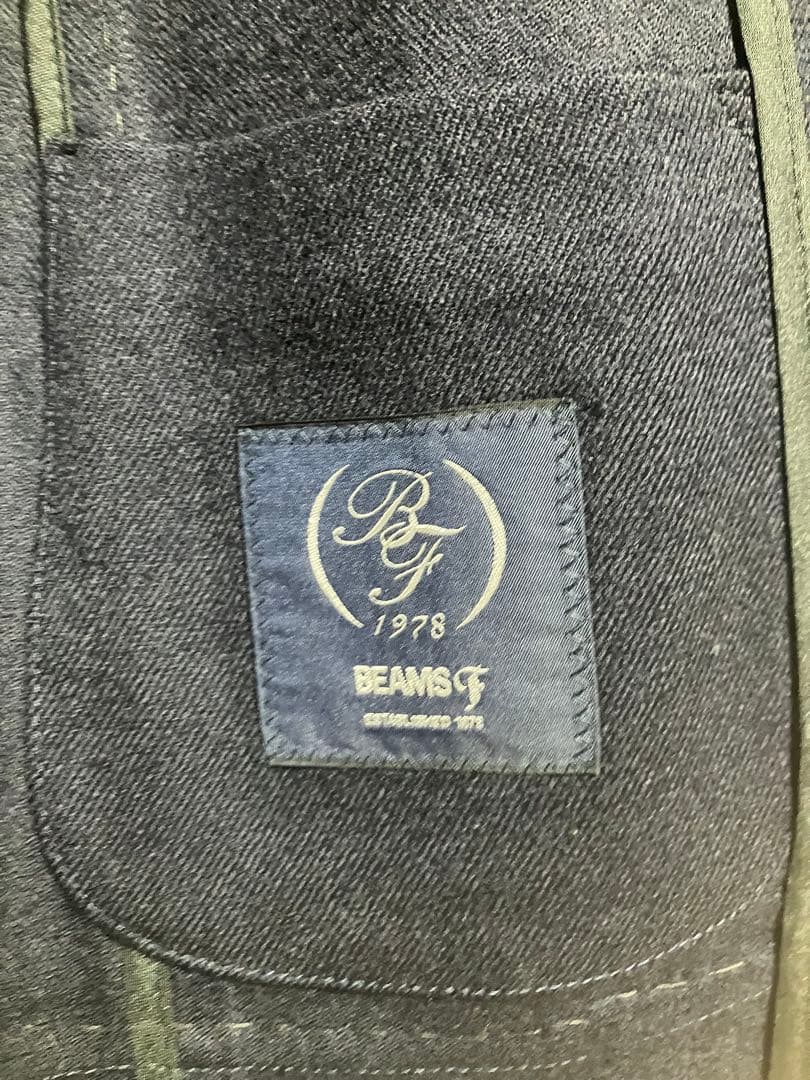 BF
1978
BEAMS F
ESTABLISHED 1978